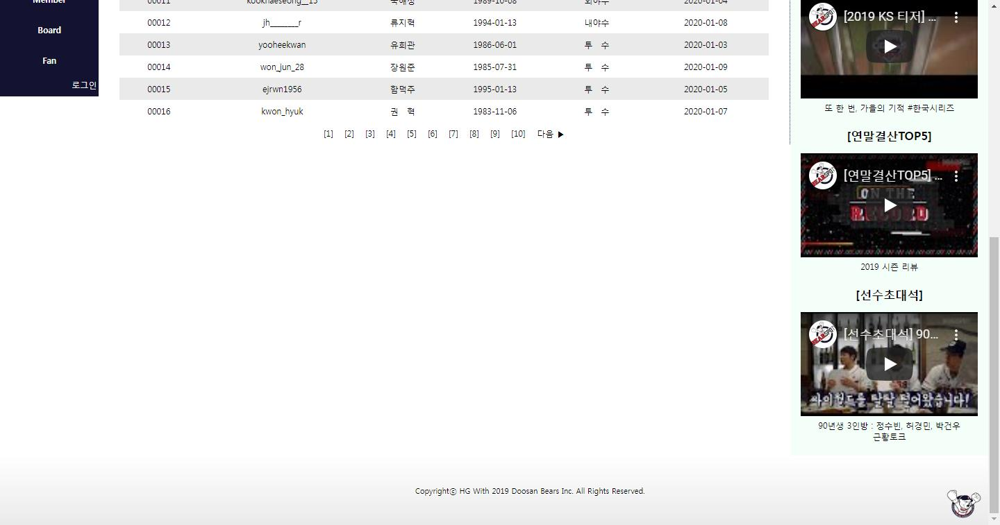 Member
Board
Fan
로그인
00011 kookhaeseong__15 국해성 1989-10-08 외야수 2020-01-04
00012 jh________r 류지혁 1994-01-13 내야수 2020-01-08
00013 yooheekwan 유희관 1986-06-01 투 수 2020-01-03
00014 won_jun_28 장원준 1985-07-31 투 수 2020-01-09
00015 ejrwn1956 함덕주 1995-01-13 투 수 2020-01-05
00016 kwon_hyuk 권 혁 1983-11-06 투 수 2020-01-07
[1] [2] [3] [4] [5] [6] [7] [8] [9] [10] 다음 ▶
[2019 KS 티저] ...
또 한 번, 가을의 기적 #한국시리즈
[연말결산TOP5]
[연말결산TOP5] ...
ON THE
RECORD
2019 시즌 리뷰
[선수초대석]
[선수초대석] 90...
싸이월드를 탈탈 털어왔습니다!
90년생 3인방 : 정수빈, 허경민, 박건우
근황토크
Copyrightⓒ HG With 2019 Doosan Bears Inc. All Rights Reserved.